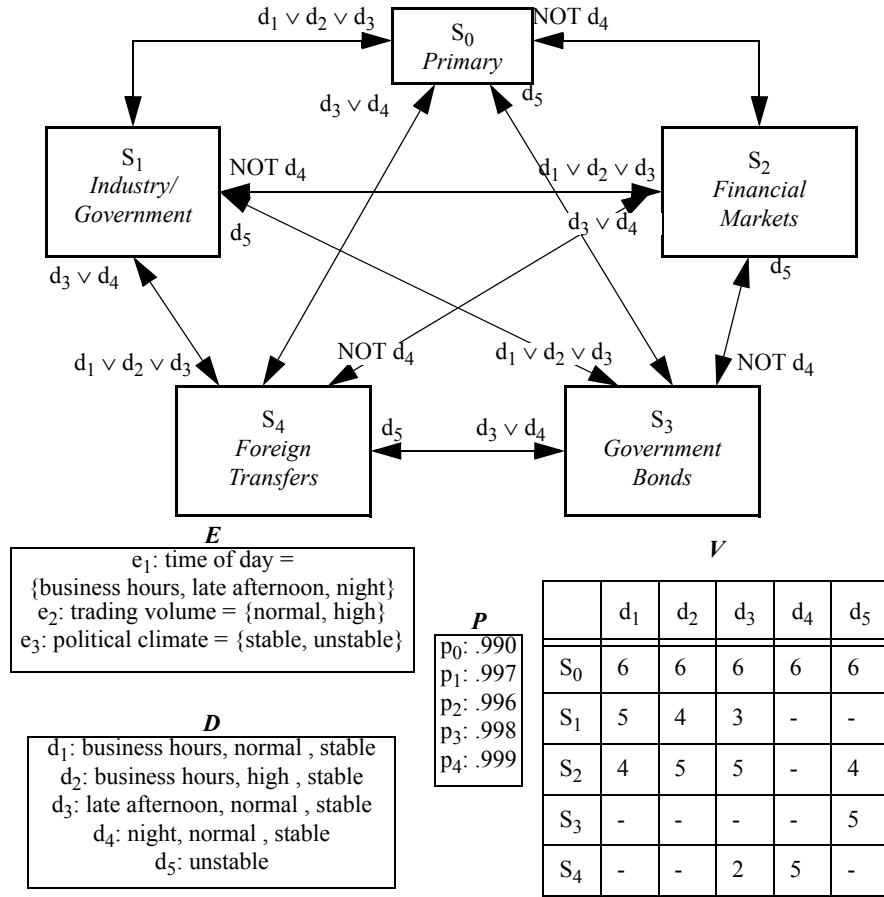 d₁ ∨ d₂ ∨ d₃
S₀
Primary
NOT d₄
d₃ ∨ d₄
d₅
S₁
Industry/
Government
NOT d₄
d₅
d₁ ∨ d₂ ∨ d₃
d₃ ∨ d₄
S₂
Financial
Markets
d₃ ∨ d₄
d₅
d₁ ∨ d₂ ∨ d₃
NOT d₄
d₁ ∨ d₂ ∨ d₃
NOT d₄
S₄
Foreign
Transfers
d₅
d₃ ∨ d₄
S₃
Government
Bonds
E
e₁: time of day =
{business hours, late afternoon, night}
e₂: trading volume = {normal, high}
e₃: political climate = {stable, unstable}
D
d₁: business hours, normal , stable
d₂: business hours, high , stable
d₃: late afternoon, normal , stable
d₄: night, normal , stable
d₅: unstable
P
p₀: .990
p₁: .997
p₂: .996
p₃: .998
p₄: .999
V
d₁ d₂ d₃ d₄ d₅
S₀ 6 6 6 6 6
S₁ 5 4 3 - -
S₂ 4 5 5 - 4
S₃ - - - - 5
S₄ - - 2 5 -